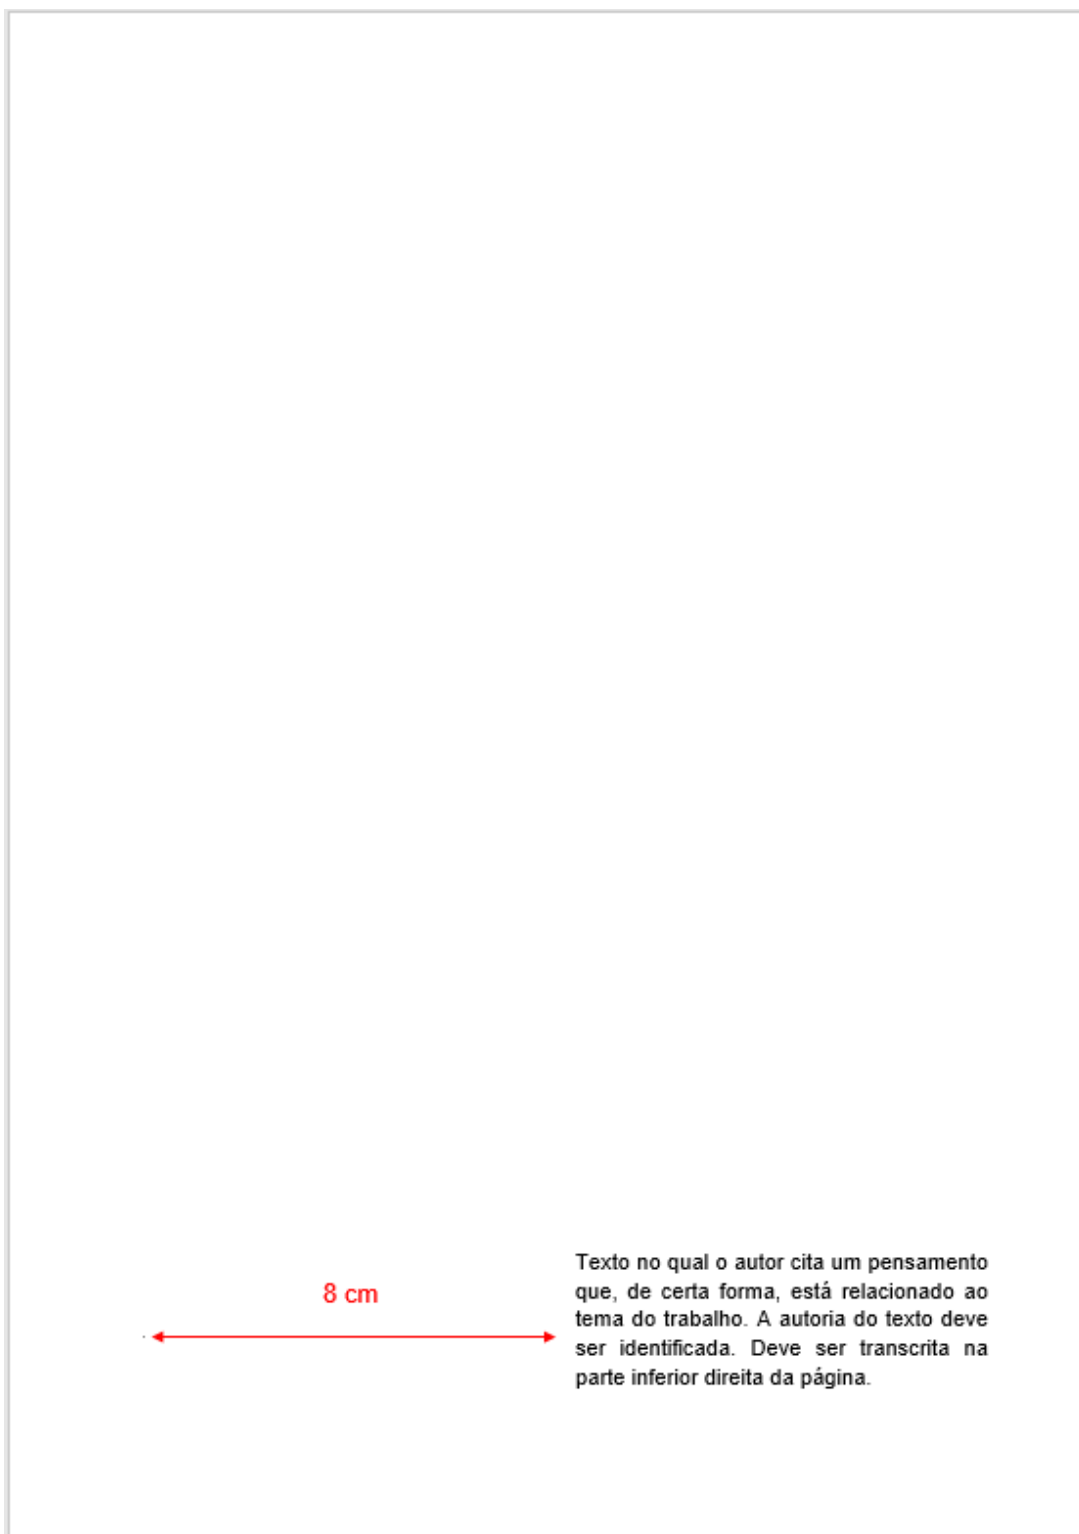 Texto no qual o autor cita um pensamento
que, de certa forma, está relacionado ao
tema do trabalho. A autoria do texto deve
ser identificada. Deve ser transcrita na
parte inferior direita da página.
8 cm